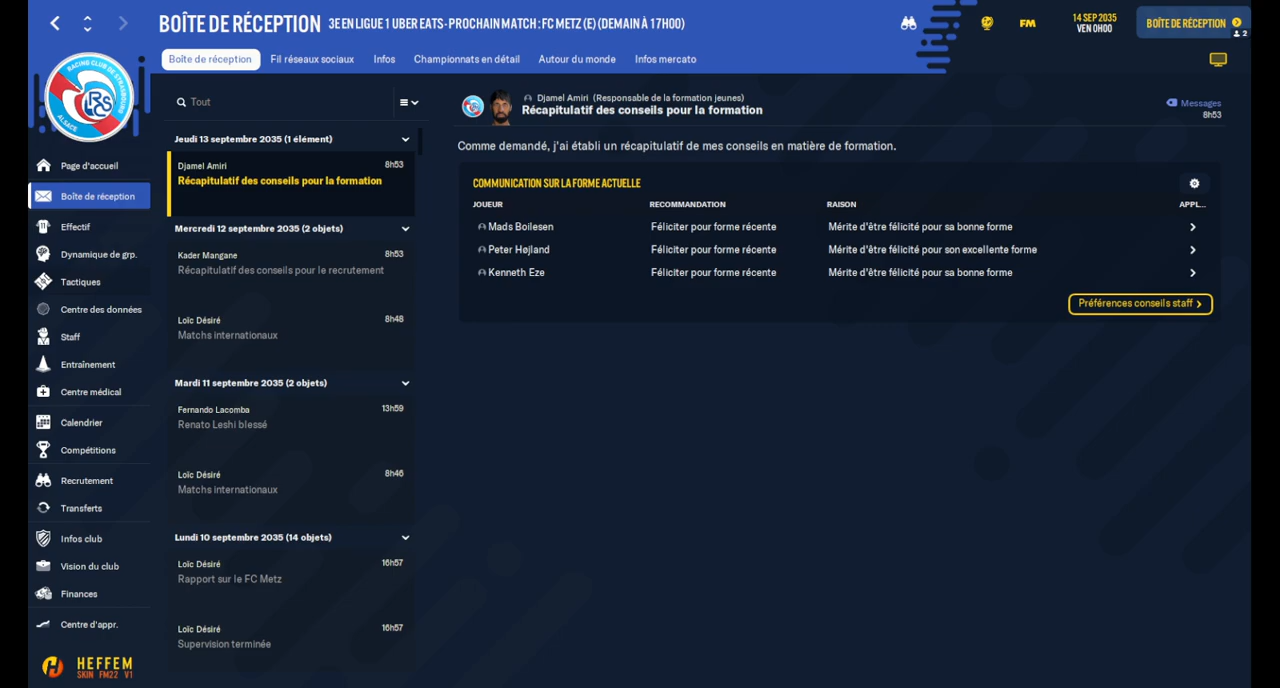 BOÎTE DE RÉCEPTION 3E EN LIGUE 1 UBER EATS - PROCHAIN MATCH : FC METZ (E) (DEMAIN À 17H00)
FM
14 SEP 2035
VEN 0H00
BOÎTE DE RÉCEPTION
2
Boîte de réception Fil réseaux sociaux Infos Championnats en détail Autour du monde Infos mercato
RACING CLUB DE STRASBOURG
ALSACE
Page d'accueil
Boîte de réception
Effectif
Dynamique de grp.
Tactiques
Centre des données
Staff
Entraînement
Centre médical
Calendrier
Compétitions
Recrutement
Transferts
Infos club
Vision du club
Finances
Centre d'appr.
HEFFEM
SKIN FM22 V1
Tout
Jeudi 13 septembre 2035 (1 élément)
Djamel Amiri 8h53
Récapitulatif des conseils pour la formation
Mercredi 12 septembre 2035 (2 objets)
Kader Mangane 8h53
Récapitulatif des conseils pour le recrutement
Loïc Désiré 8h48
Matchs internationaux
Mardi 11 septembre 2035 (2 objets)
Fernando Lacomba 13h59
Renato Leshi blessé
Loïc Désiré 8h46
Matchs internationaux
Lundi 10 septembre 2035 (14 objets)
Loïc Désiré 16h57
Rapport sur le FC Metz
Loïc Désiré 16h57
Supervision terminée
Djamel Amiri (Responsable de la formation jeunes)
Récapitulatif des conseils pour la formation
Messages
8h53
Comme demandé, j'ai établi un récapitulatif de mes conseils en matière de formation.
COMMUNICATION SUR LA FORME ACTUELLE
JOUEUR RECOMMANDATION RAISON APPL...
Mads Boilesen Féliciter pour forme récente Mérite d'être félicité pour sa bonne forme
Peter Højland Féliciter pour forme récente Mérite d'être félicité pour son excellente forme
Kenneth Eze Féliciter pour forme récente Mérite d'être félicité pour sa bonne forme
Préférences conseils staff